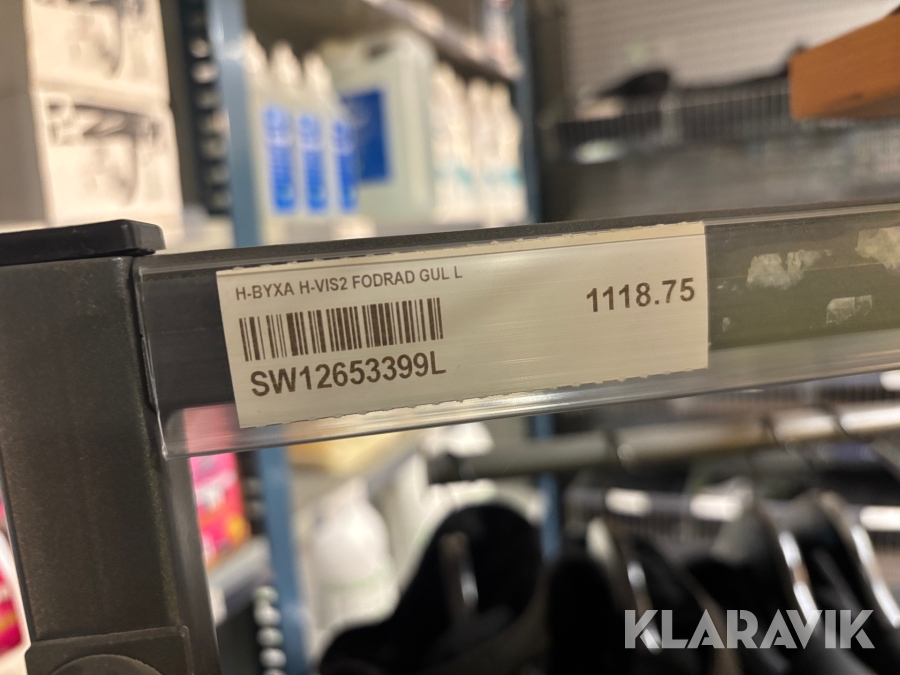 H-BYXA H-VIS2 FODRAD GUL L
1118.75
SW12653399L
KLARAVIK